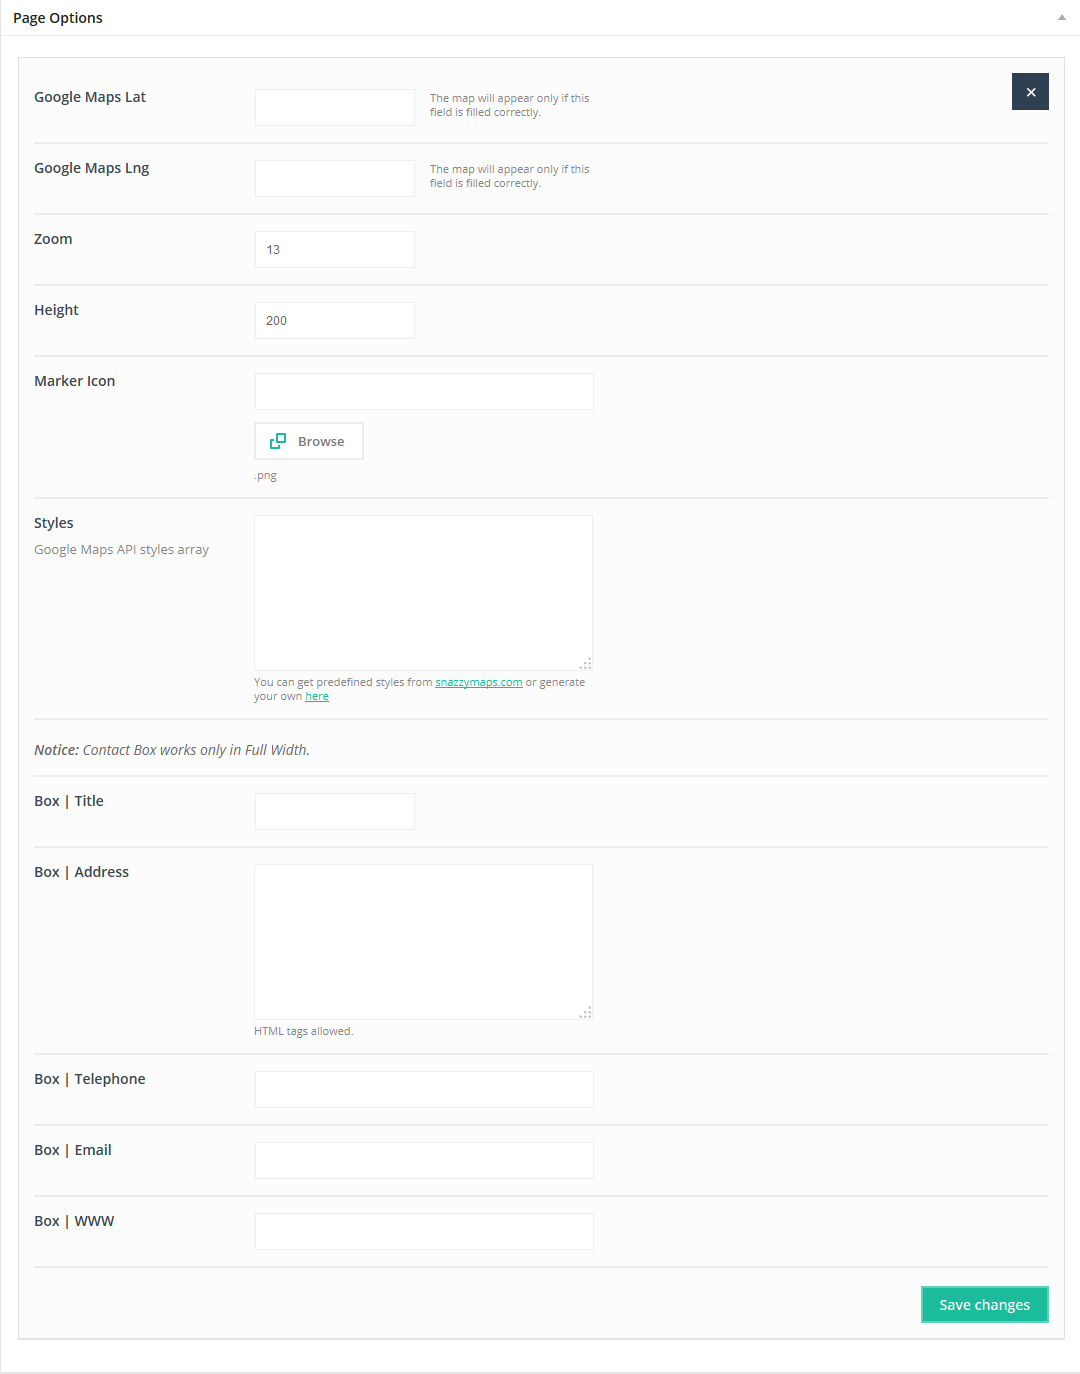 Page Options
Google Maps Lat
The map will appear only if this
field is filled correctly.
Google Maps Lng
The map will appear only if this
field is filled correctly.
Zoom
13
Height
200
Marker Icon
Browse
.png
Styles
Google Maps API styles array
You can get predefined styles from snazzymaps.com or generate
your own here
Notice: Contact Box works only in Full Width.
Box | Title
Box | Address
HTML tags allowed.
Box | Telephone
Box | Email
Box | WWW
Save changes